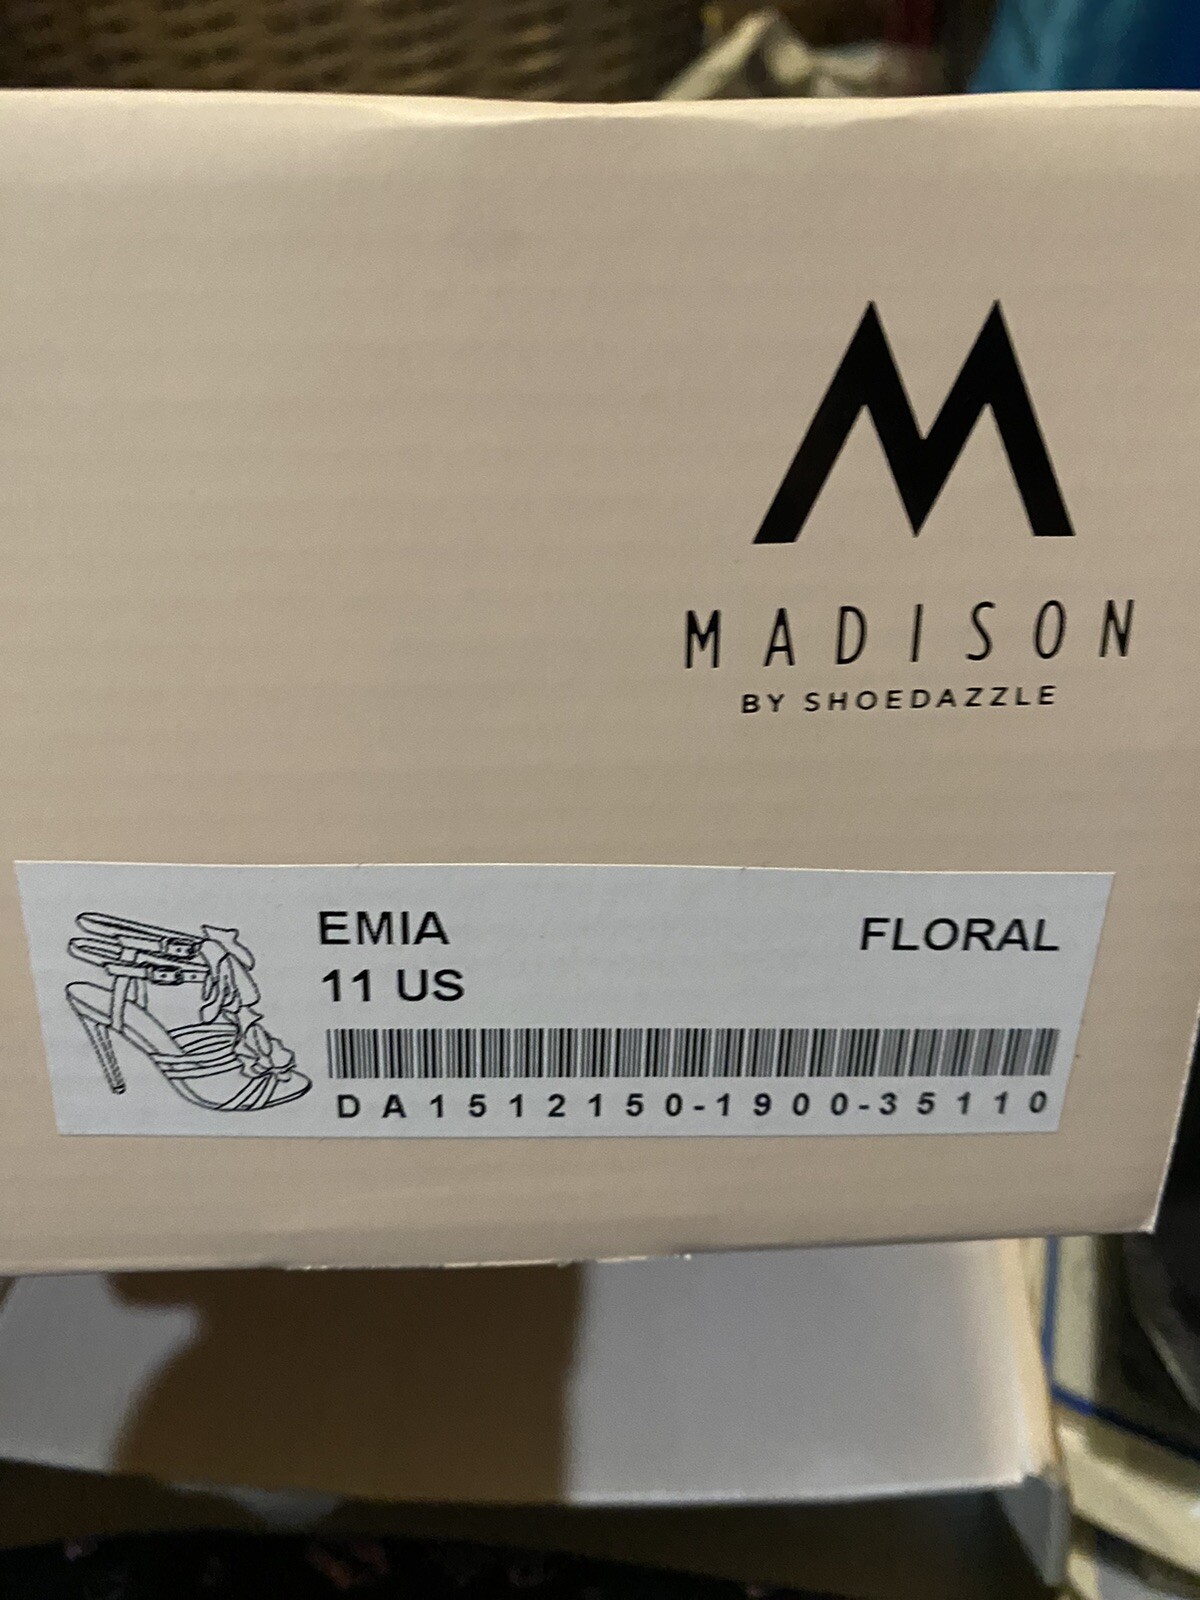 M
MADISON
BY SHOEDAZZLE
EMIA
FLORAL
11 US
DA1512150-1900-35110